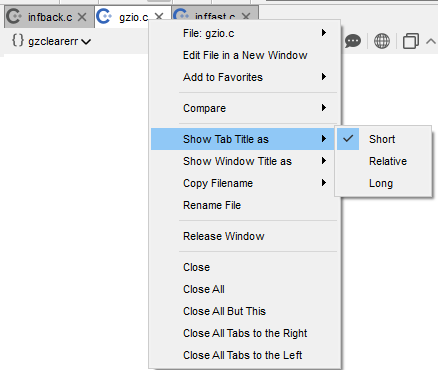 infback.c gzio.c inffast.c
{} gzclearerr
File: gzio.c
Edit File in a New Window
Add to Favorites
Compare
Show Tab Title as
Short
Show Window Title as
Relative
Copy Filename
Long
Rename File
Release Window
Close
Close All
Close All But This
Close All Tabs to the Right
Close All Tabs to the Left